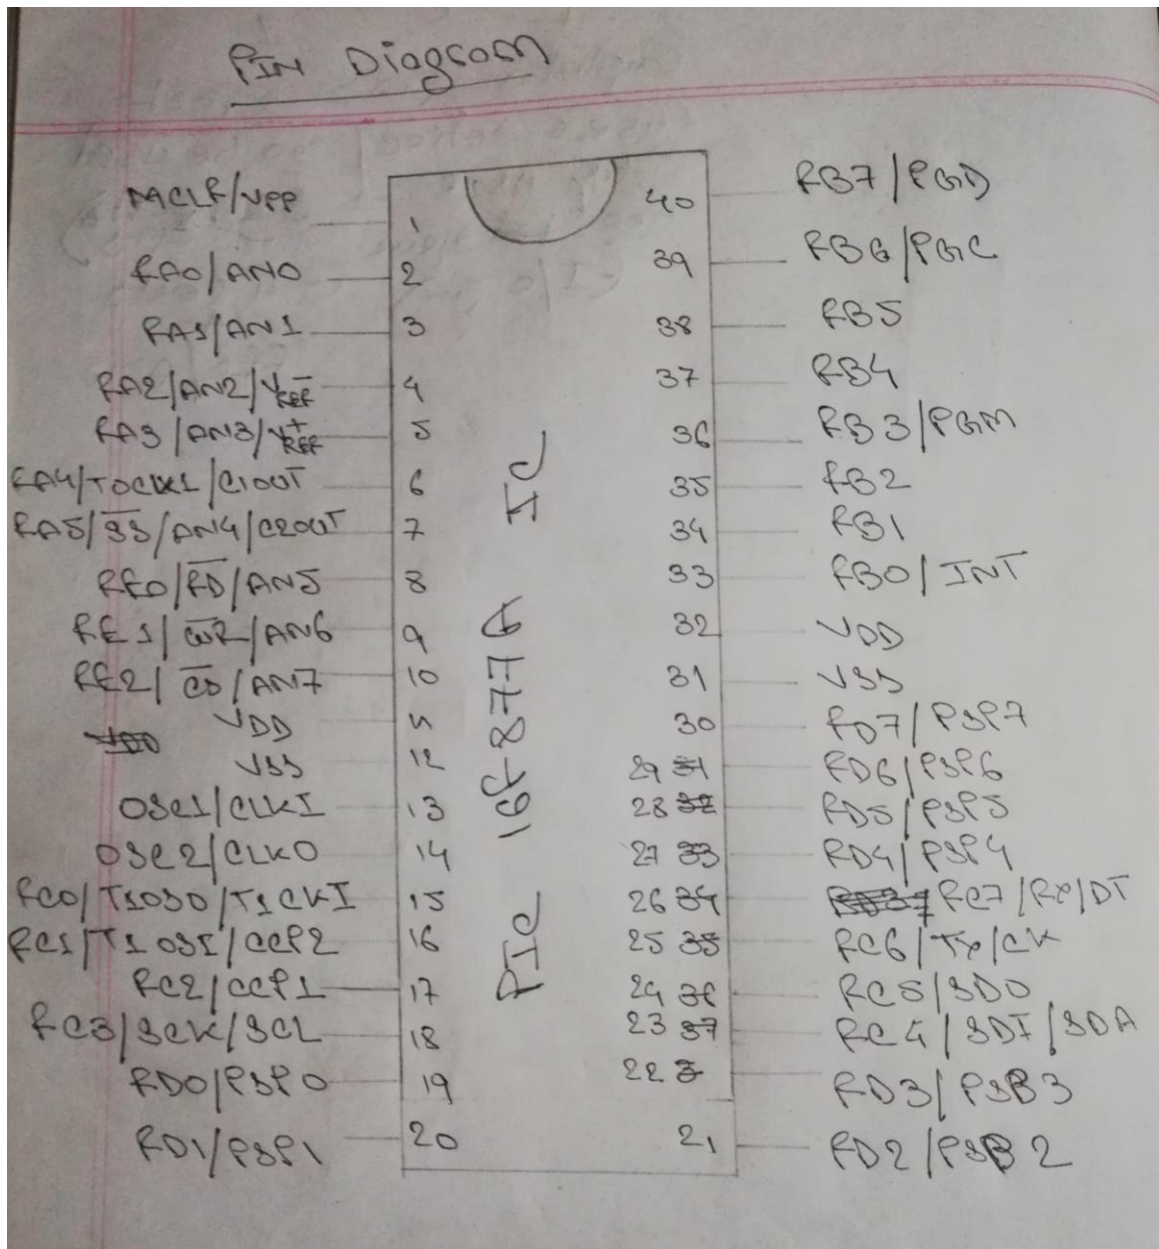 PIN Diagram
MCLR/VPP 1 40 RB7/PGD
RA0/AN0 2 39 RB6/PGC
RA1/AN1 3 38 RB5
RA2/AN2/VREF- 4 37 RB4
RA3/AN3/VREF+ 5 36 RB3/PGM
RA4/TOCK1/C1OUT 6 35 RB2
RA5/S̅S̅/AN4/C2OUT 7 34 RB1
RE0/R̅D̅/AN5 8 33 RB0/INT
RE1/W̅R̅/AN6 9 32 VDD
RE2/C̅S̅/AN7 10 31 VSS
VDD 11 30 RD7/PSP7
VSS 12 29 RD6/PSP6
OSC1/CLKI 13 28 RD5/PSP5
OSC2/CLKO 14 27 RD4/PSP4
RC0/T1OSO/T1CKI 15 26 RC7/RX/DT
RC1/T1OSI/CCP2 16 25 RC6/TX/CK
RC2/CCP1 17 24 RC5/SDO
RC3/SCK/SCL 18 23 RC4/SDI/SDA
RD0/PSP0 19 22 RD3/PSB3
RD1/PSP1 20 21 RD2/PSB2
PIC 16F877A IC